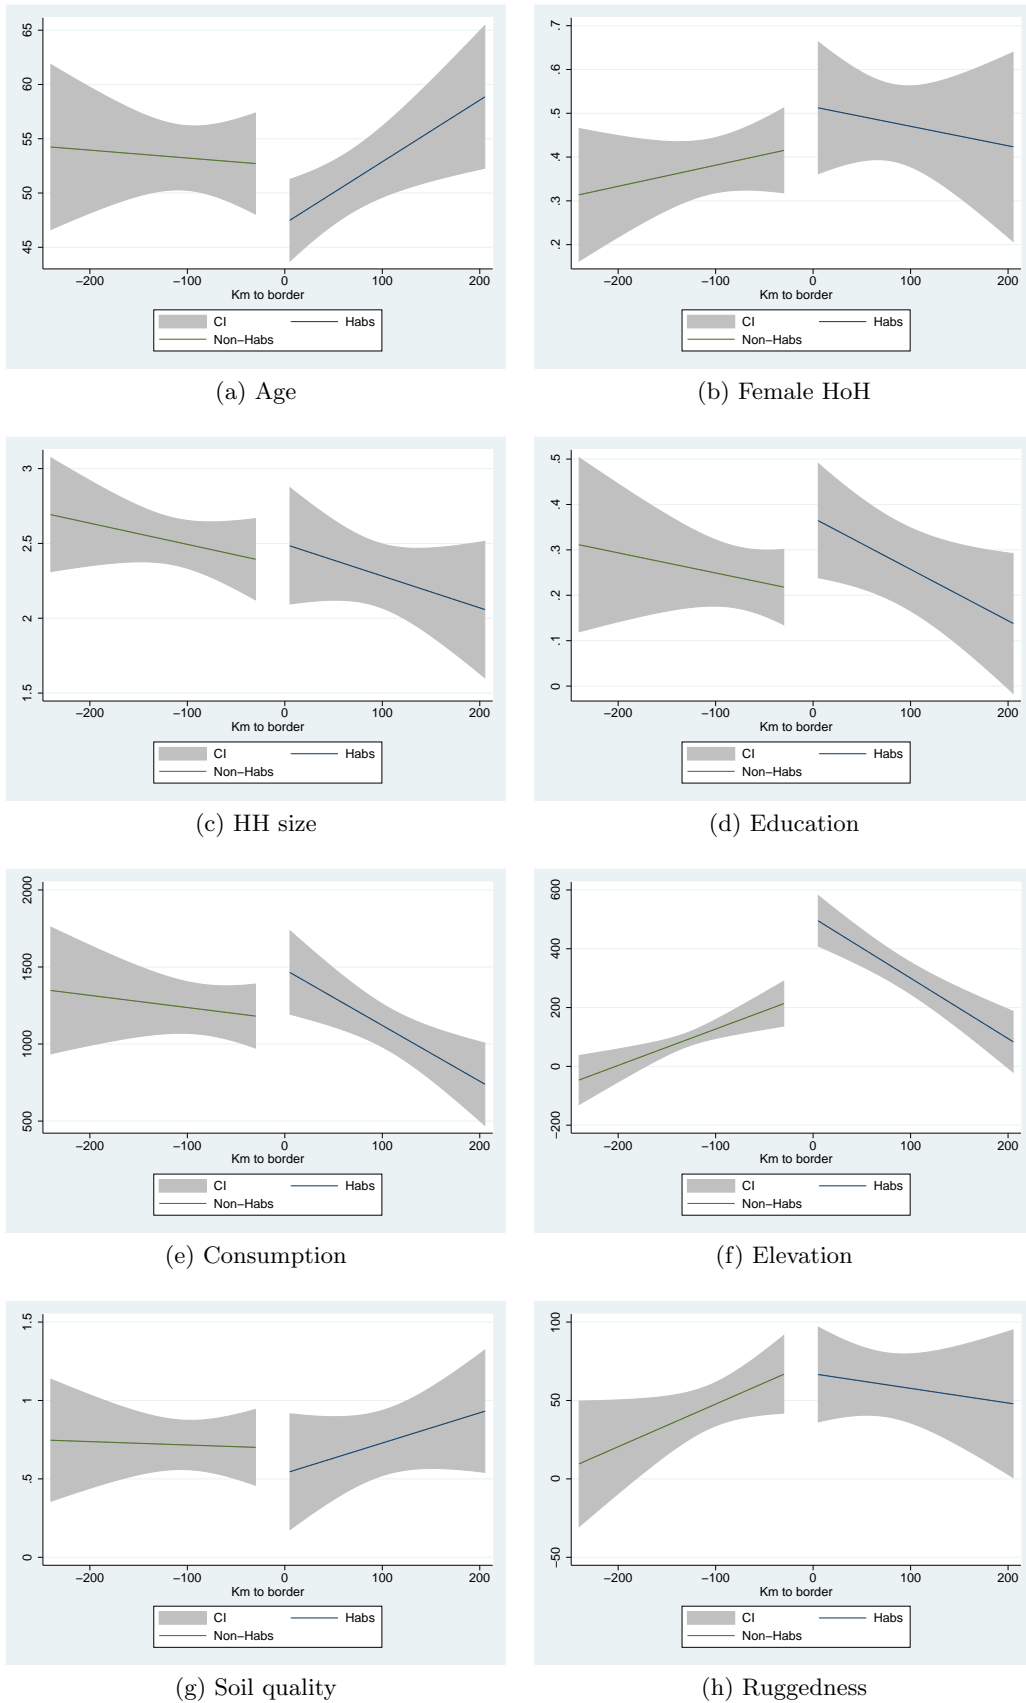 65
60
55
50
45
−200 −100 0 100 200
Km to border
CI Habs
Non−Habs
(a) Age
.7
.6
.5
.4
.3
.2
−200 −100 0 100 200
Km to border
CI Habs
Non−Habs
(b) Female HoH
3
2.5
2
1.5
−200 −100 0 100 200
Km to border
CI Habs
Non−Habs
(c) HH size
.5
.4
.3
.2
.1
0
−200 −100 0 100 200
Km to border
CI Habs
Non−Habs
(d) Education
2000
1500
1000
500
−200 −100 0 100 200
Km to border
CI Habs
Non−Habs
(e) Consumption
600
400
200
0
−200
−200 −100 0 100 200
Km to border
CI Habs
Non−Habs
(f) Elevation
1.5
1
.5
0
−200 −100 0 100 200
Km to border
CI Habs
Non−Habs
(g) Soil quality
100
50
0
−50
−200 −100 0 100 200
Km to border
CI Habs
Non−Habs
(h) Ruggedness